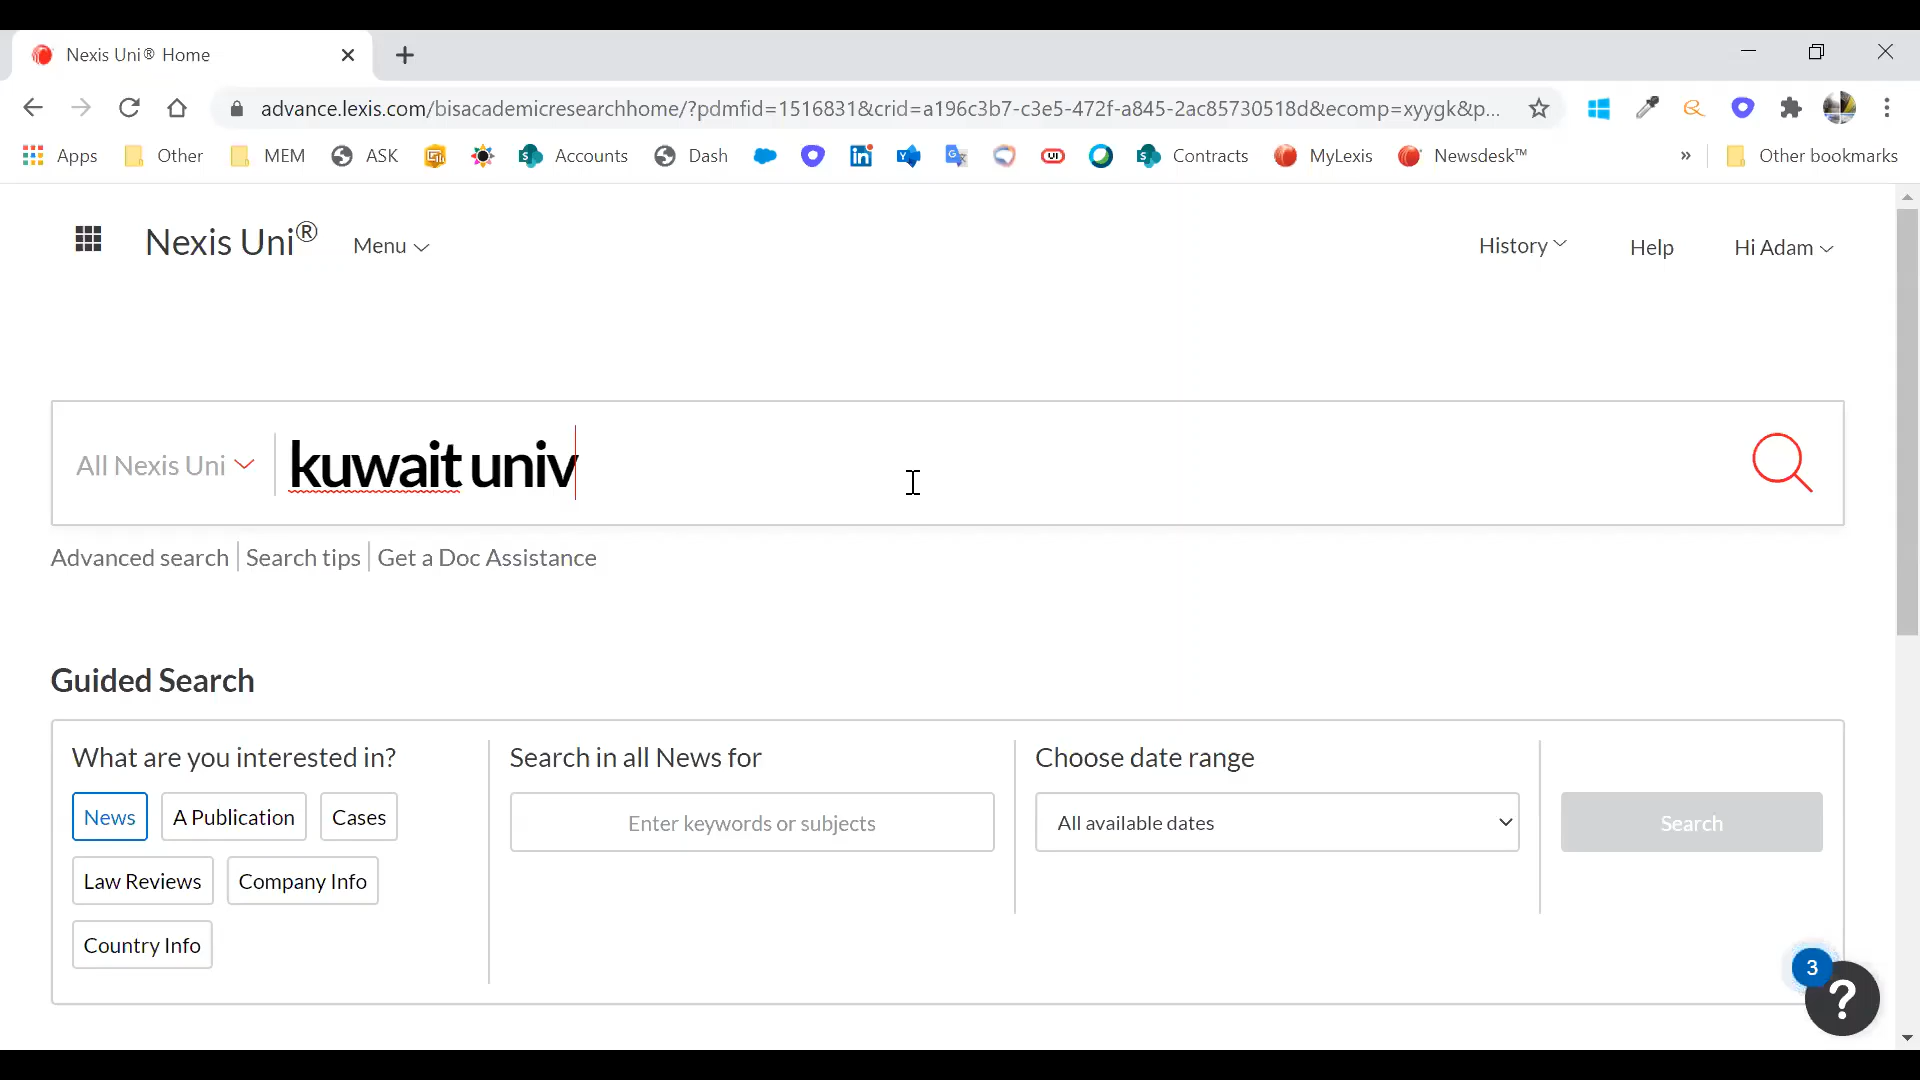 Nexis Uni® Home
advance.lexis.com/bisacademicresearchhome/?pdmfid=1516831&crid=a196c3b7-c3e5-472f-a845-2ac85730518d&ecomp=xyygk&p...
Apps Other MEM ASK Accounts Dash Contracts MyLexis Newsdesk™ » Other bookmarks
Nexis Uni® Menu History Help Hi Adam
All Nexis Uni kuwait univ
Advanced search Search tips Get a Doc Assistance
Guided Search
What are you interested in? Search in all News for Choose date range
News A Publication Cases Enter keywords or subjects All available dates Search
Law Reviews Company Info
Country Info
3
?